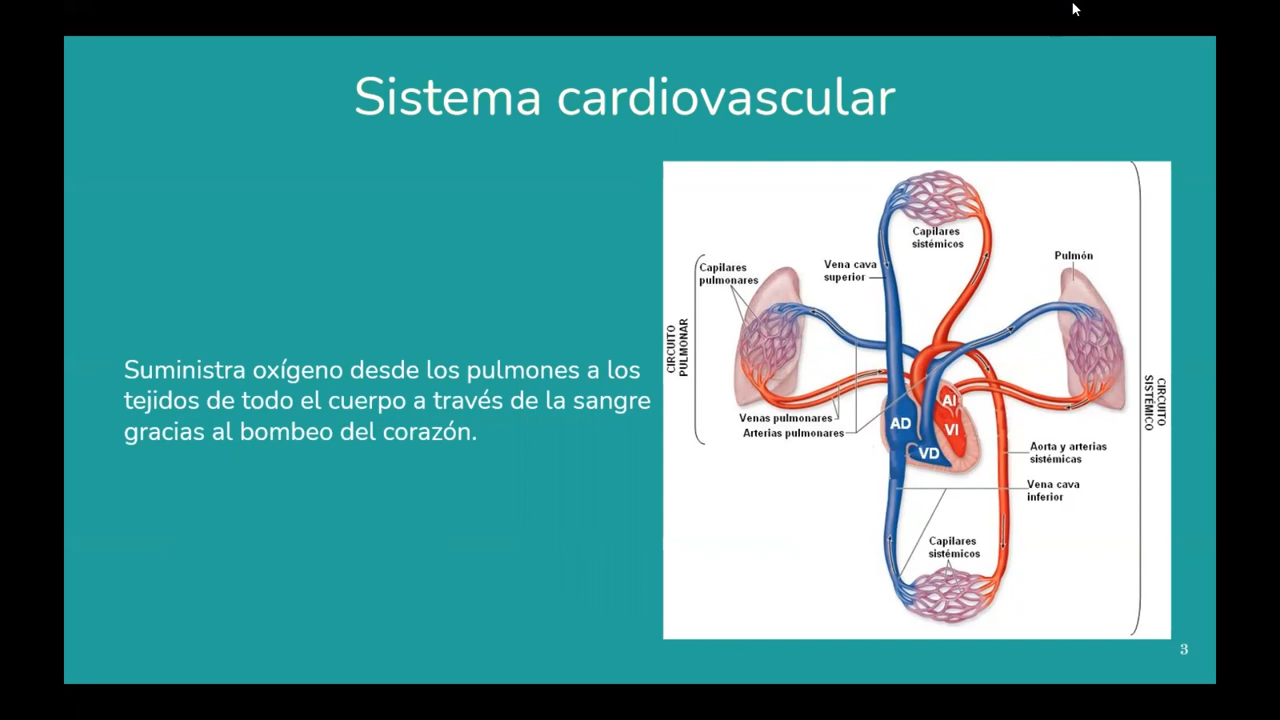 Sistema cardiovascular
Suministra oxígeno desde los pulmones a los
tejidos de todo el cuerpo a través de la sangre
gracias al bombeo del corazón.
Capilares
sistémicos
Vena cava
superior
Pulmón
Capilares
pulmonares
CIRCUITO
PULMONAR
CIRCUITO
SISTÉMICO
Venas pulmonares
Arterias pulmonares
AD
AI
VI
VD
Aorta y arterias
sistémicas
Vena cava
inferior
Capilares
sistémicos
3